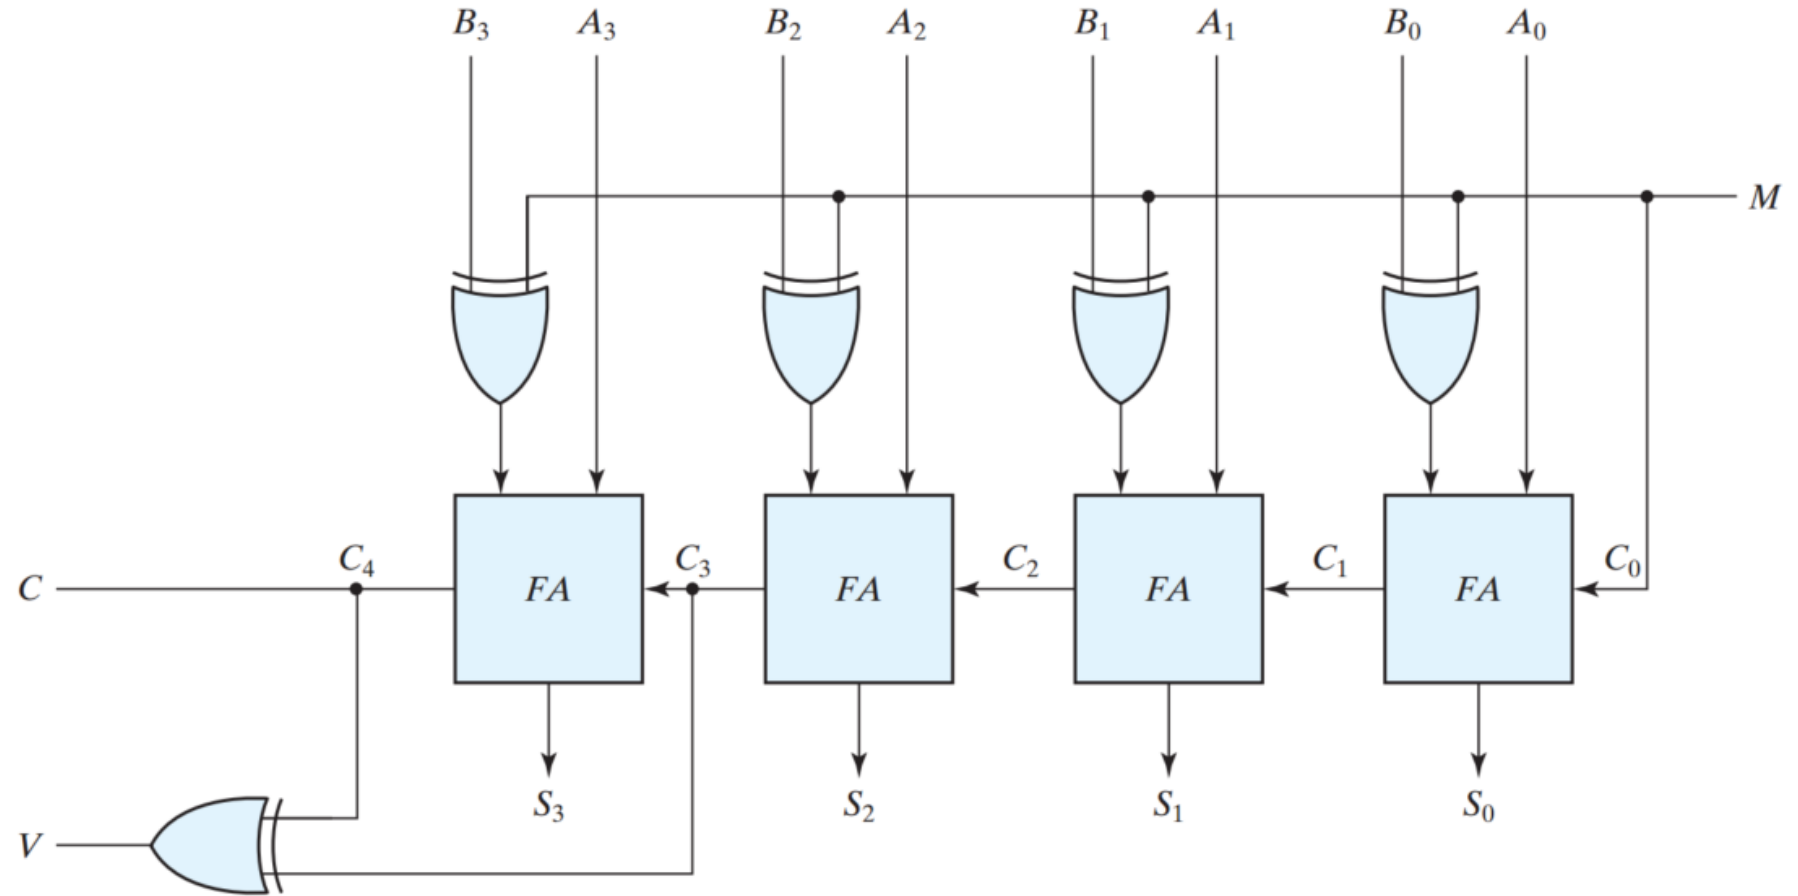 B₃ A₃ B₂ A₂ B₁ A₁ B₀ A₀
M
C₄ C₃ C₂ C₁ C₀
C FA FA FA FA
S₃ S₂ S₁ S₀
V